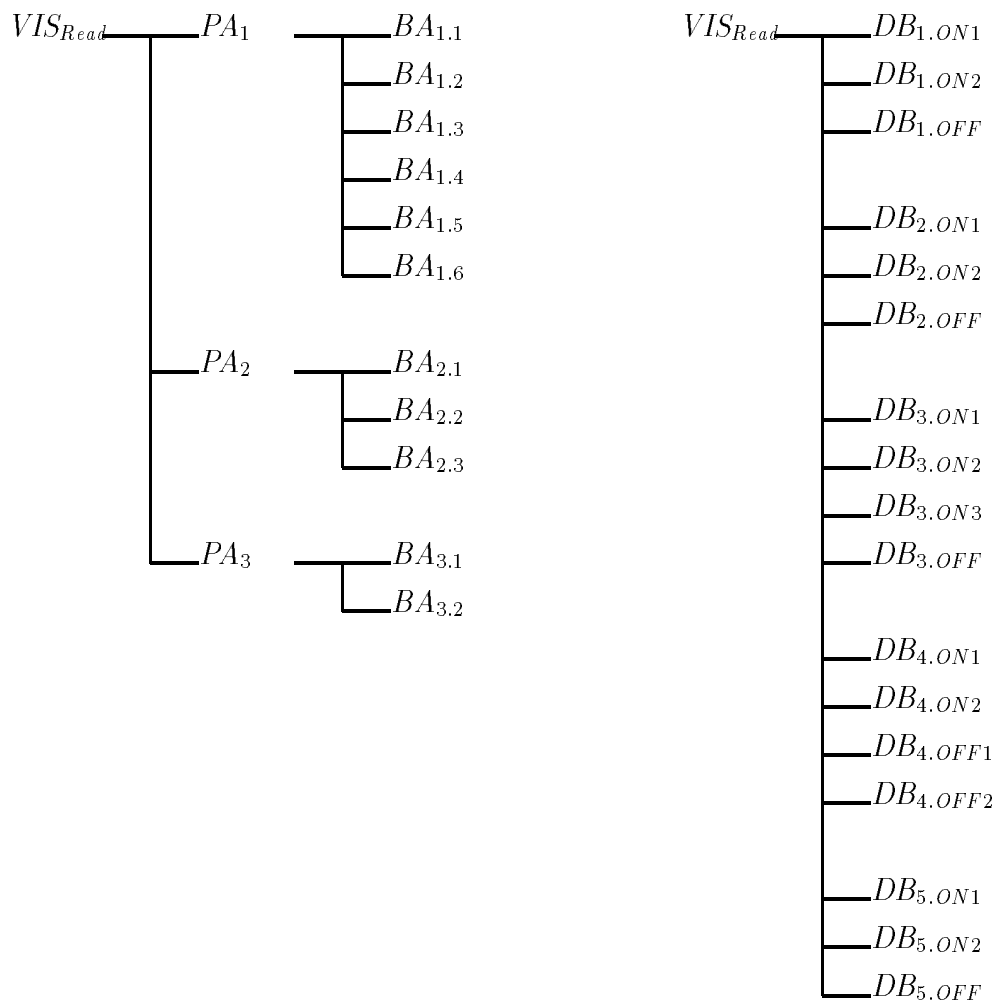 VIS_Read PA_1 BA_1.1
BA_1.2
BA_1.3
BA_1.4
BA_1.5
BA_1.6
PA_2 BA_2.1
BA_2.2
BA_2.3
PA_3 BA_3.1
BA_3.2
VIS_Read DB_1.ON1
DB_1.ON2
DB_1.OFF
DB_2.ON1
DB_2.ON2
DB_2.OFF
DB_3.ON1
DB_3.ON2
DB_3.ON3
DB_3.OFF
DB_4.ON1
DB_4.ON2
DB_4.OFF1
DB_4.OFF2
DB_5.ON1
DB_5.ON2
DB_5.OFF